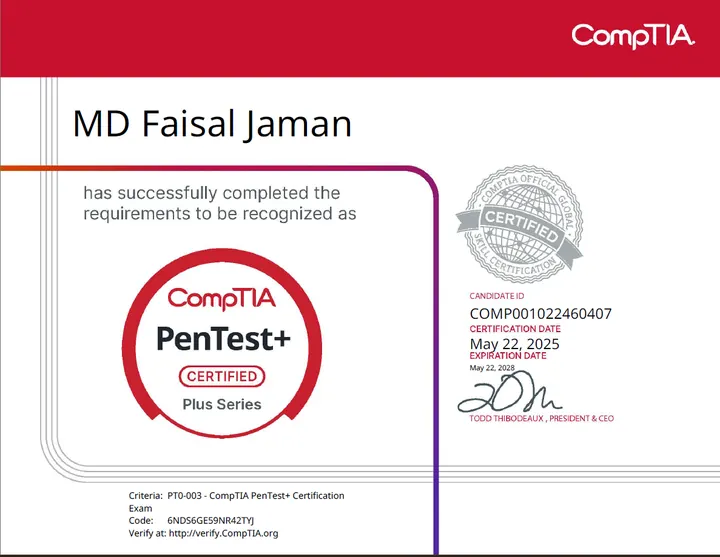 CompTIA.
MD Faisal Jaman
has successfully completed the
requirements to be recognized as
CompTIA
PenTest+
CERTIFIED
Plus Series
COMPTIA OFFICIAL GLOBAL
CERTIFIED
SKILL CERTIFICATION
CANDIDATE ID
COMP001022460407
CERTIFICATION DATE
May 22, 2025
EXPIRATION DATE
May 22, 2028
TODD THIBODEAUX , PRESIDENT & CEO
Criteria: PT0-003 - CompTIA PenTest+ Certification
Exam
Code: 6NDS6GE59NR42TYJ
Verify at: http://verify.CompTIA.org